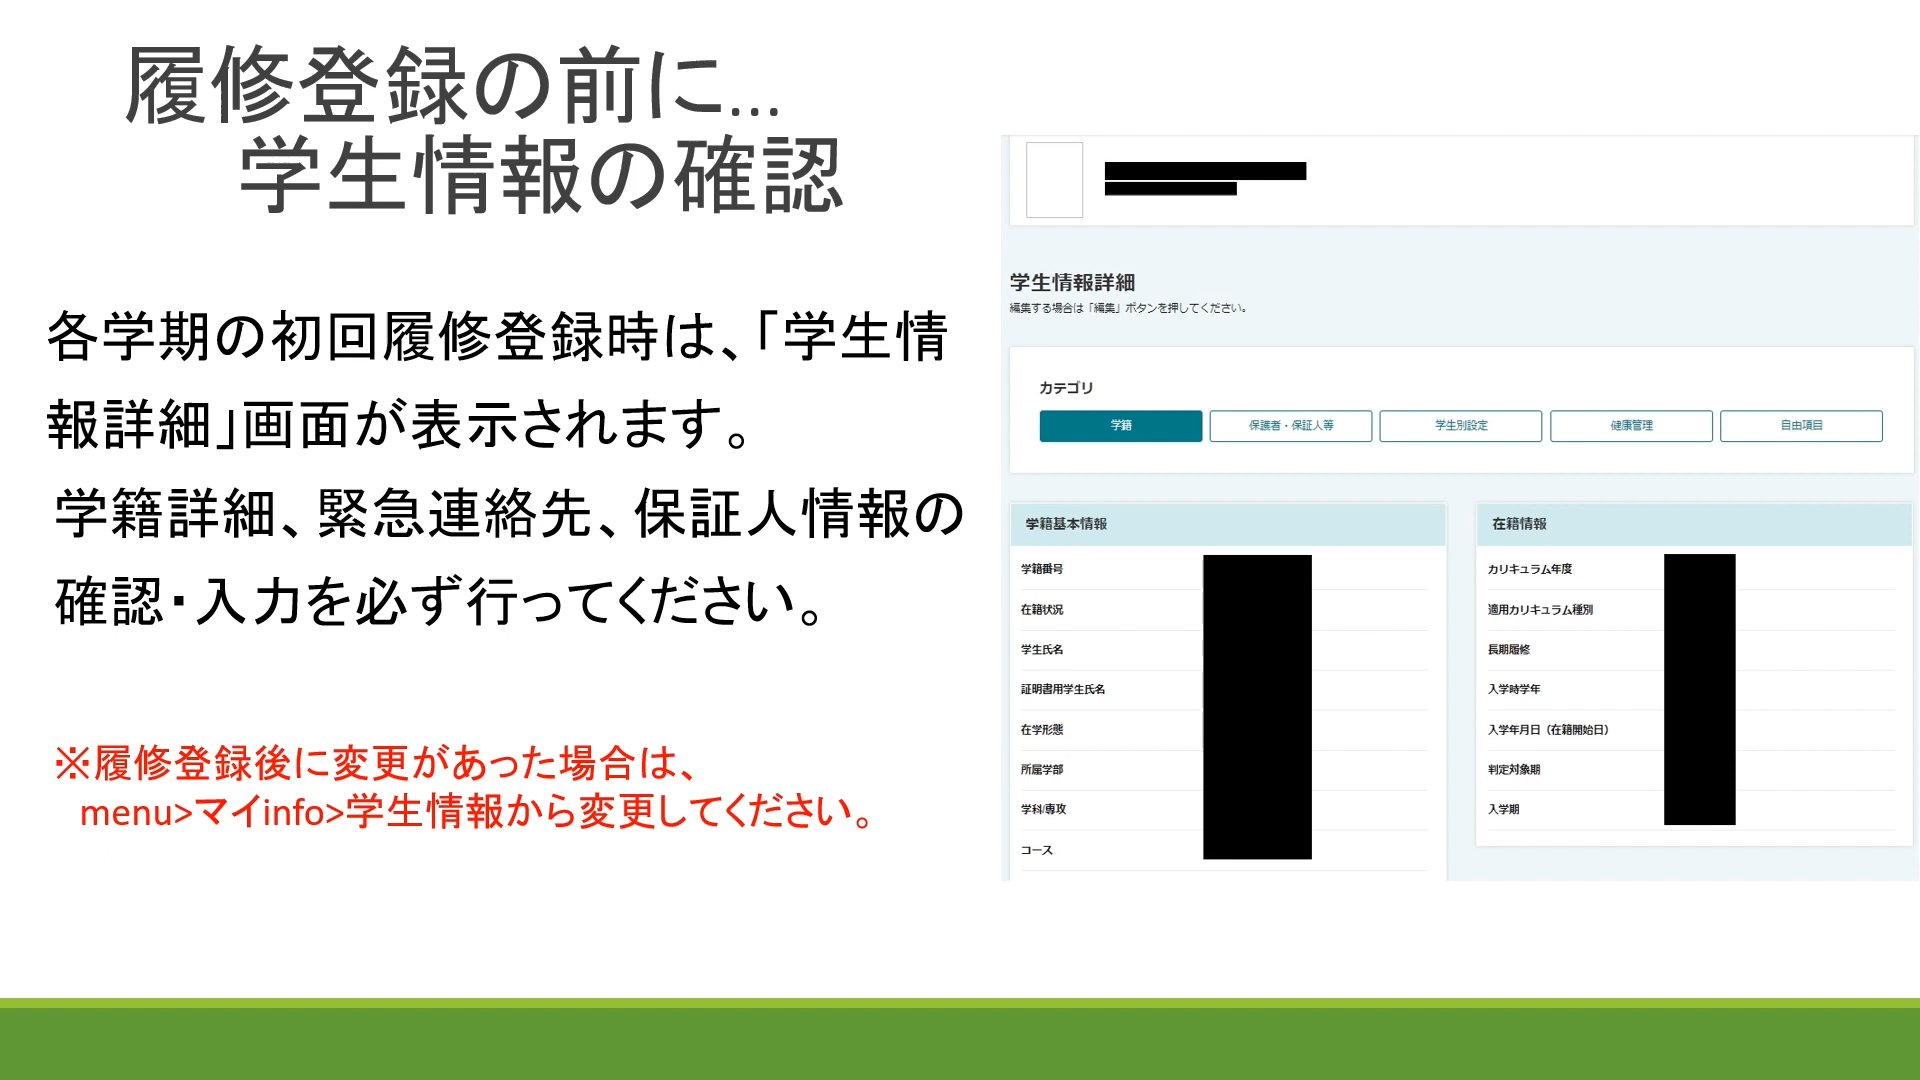 履修登録の前に…
学生情報の確認
各学期の初回履修登録時は、「学生情
報詳細」画面が表示されます。
学籍詳細、緊急連絡先、保証人情報の
確認・入力を必ず行ってください。
※履修登録後に変更があった場合は、
menu>マイinfo>学生情報から変更してください。
学生情報詳細
編集する場合は「編集」ボタンを押してください。
カテゴリ
学籍
保護者・保証人等
学生別設定
健康管理
自由項目
学籍基本情報
学籍番号
在籍状況
学生氏名
証明書用学生氏名
在学形態
所属学部
学科/専攻
コース
在籍情報
カリキュラム年度
適用カリキュラム種別
長期履修
入学時学年
入学年月日（在籍開始日）
判定対象期
入学期